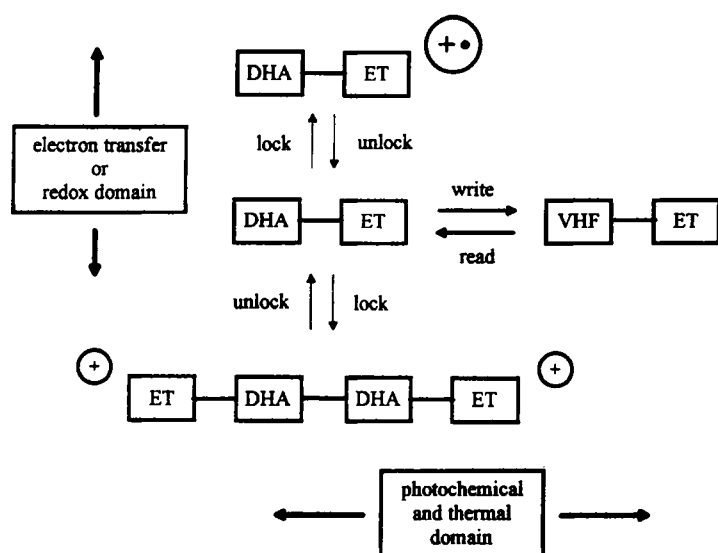 +•
DHA ET
lock unlock
electron transfer
or
redox domain
write
DHA ET VHF ET
read
unlock lock
+ +
ET DHA DHA ET
photochemical
and thermal
domain